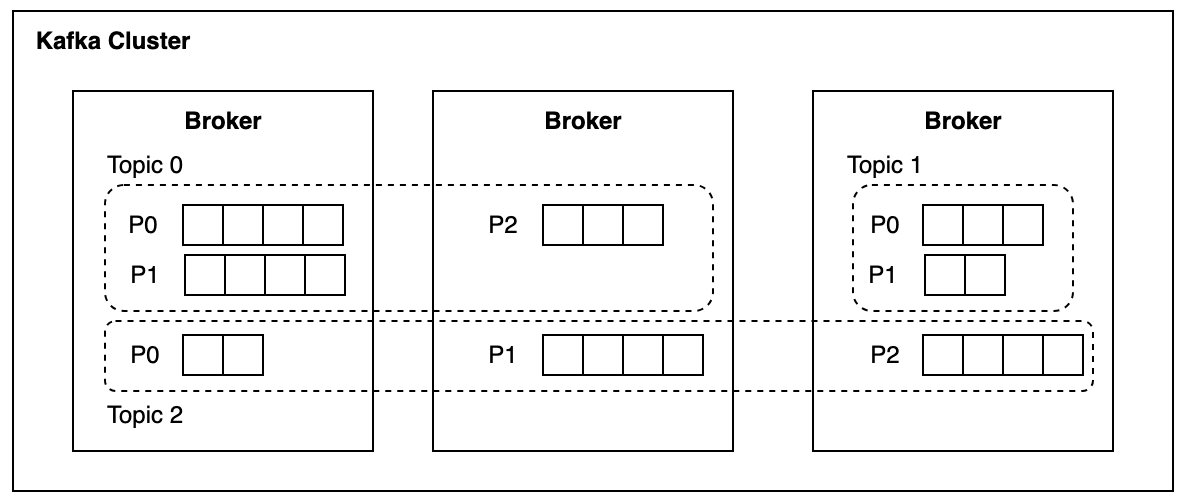 Kafka Cluster
Broker
Broker
Broker
Topic 0
Topic 1
P0
P2
P0
P1
P1
P0
P1
P2
Topic 2